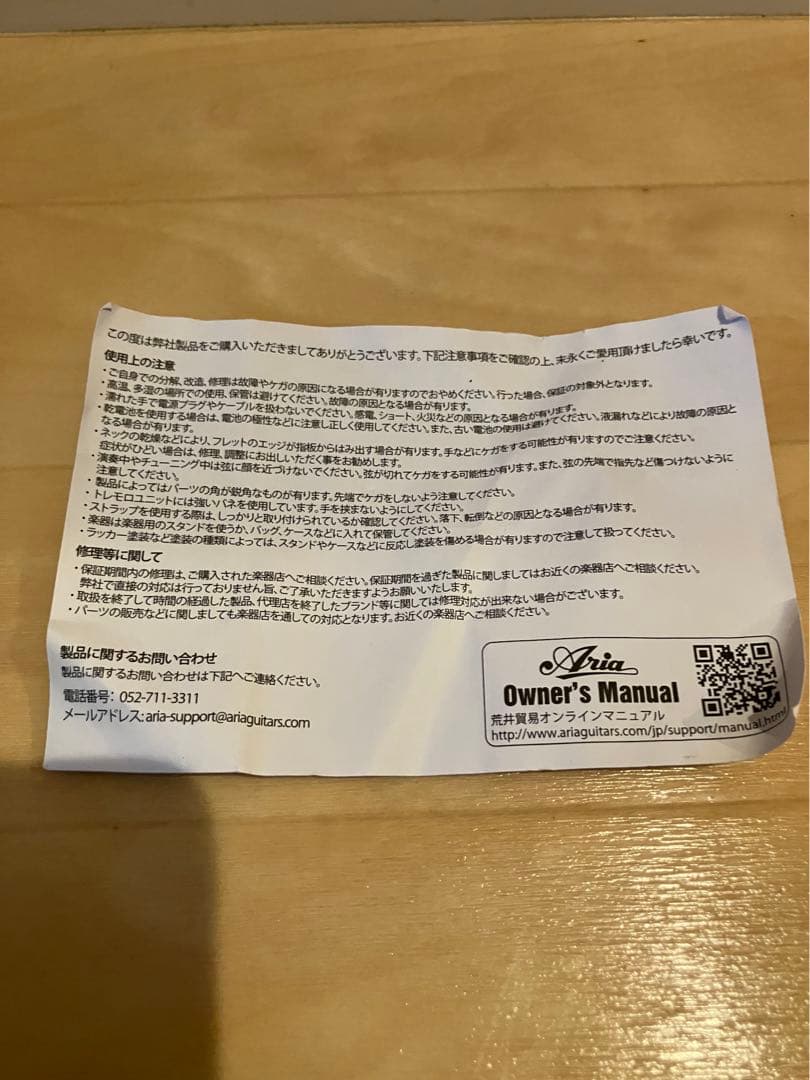 この度は弊社製品をご購入いただきましてありがとうございます。下記注意事項をご確認の上、末永くご愛用頂けましたら幸いです。
使用上の注意
・ご自身での分解、改造、修理は故障やケガの原因になる場合が有りますのでおやめください。行った場合、保証の対象外となります。
・高温、多湿の場所での使用、保管は避けてください。故障の原因となる場合が有ります。
・濡れた手で電源プラグやケーブルを扱わないでください。感電、ショート、火災などの原因となる場合が有ります。
・乾電池を使用する場合は、電池の極性などに注意し正しく使用してください。また、古い電池の使用は避けてください。液漏れなどにより故障の原因と
なる場合が有ります。
・ネックの乾燥などにより、フレットのエッジが指板からはみ出す場合が有ります。手などにケガをする可能性が有りますのでご注意ください。
症状がひどい場合は、修理、調整にお出しいただく事をお勧めします。
・演奏中やチューニング中は弦に顔を近づけないでください。弦が切れてケガをする可能性が有ります。また、弦の先端で指先など傷つけないように
注意してください。
・製品によってはパーツの角が鋭角なものが有ります。先端でケガをしないよう注意してください。
・トレモロユニットには強いバネを使用しています。手を挟まないようにしてください。
・ストラップを使用する際は、しっかりと取り付けられているか確認してください。落下、転倒などの原因となる場合が有ります。
・楽器は楽器用のスタンドを使うか、バッグ、ケースなどに入れて保管してください。
・ラッカー塗装など塗装の種類によっては、スタンドやケースなどに反応し塗装を傷める場合が有りますので注意して扱ってください。
修理等に関して
・保証期間内の修理は、ご購入された楽器店へご相談ください。保証期間を過ぎた製品に関しましてはお近くの楽器店へご相談ください。
弊社で直接の対応は行っておりません旨、ご了承いただきますようお願いいたします。
・取扱を終了して時間の経過した製品、代理店を終了したブランド等に関しては修理対応が出来ない場合がございます。
・パーツの販売などに関しましても楽器店を通しての対応となります。お近くの楽器店へご相談ください。
製品に関するお問い合わせ
製品に関するお問い合わせは下記へご連絡ください。
電話番号: 052-711-3311
メールアドレス: aria-support@ariaguitars.com
Aria
Owner's Manual
荒井貿易オンラインマニュアル
http://www.ariaguitars.com/jp/support/manual.html